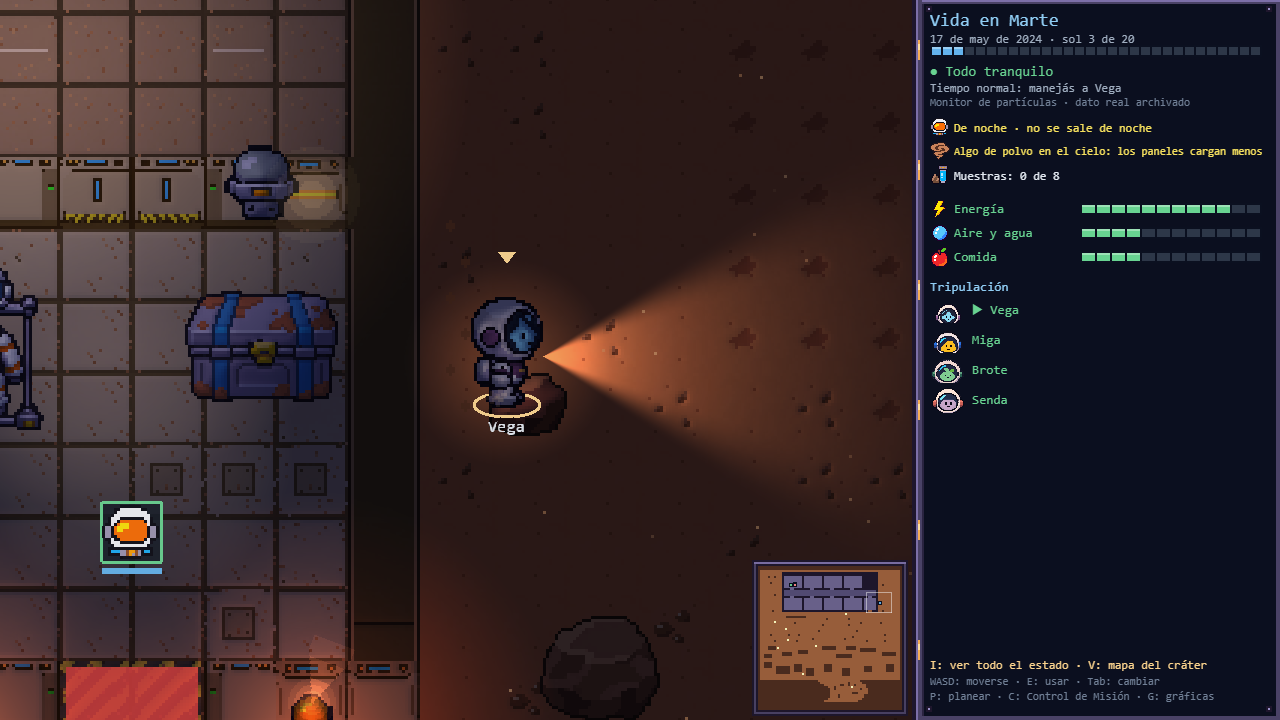 Vida en Marte
17 de may de 2024 · sol 3 de 20
Todo tranquilo
Tiempo normal: manejás a Vega
Monitor de partículas · dato real archivado
De noche · no se sale de noche
Algo de polvo en el cielo: los paneles cargan menos
Muestras: 0 de 8
Energía
Aire y agua
Comida
Tripulación
Vega
Miga
Brote
Senda
Vega
I: ver todo el estado · V: mapa del cráter
WASD: moverse · E: usar · Tab: cambiar
P: planear · C: Control de Misión · G: gráficas